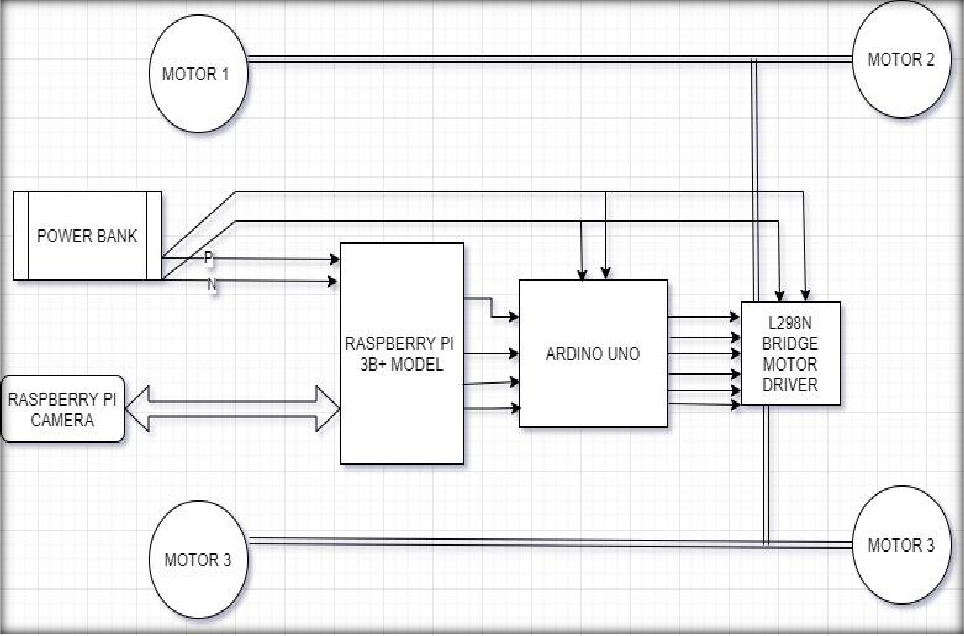 MOTOR 1
MOTOR 2
POWER BANK
P
N
RASPBERRY PI
3B+ MODEL
ARDINO UNO
L298N
BRIDGE
MOTOR
DRIVER
RASPBERRY PI
CAMERA
MOTOR 3
MOTOR 3